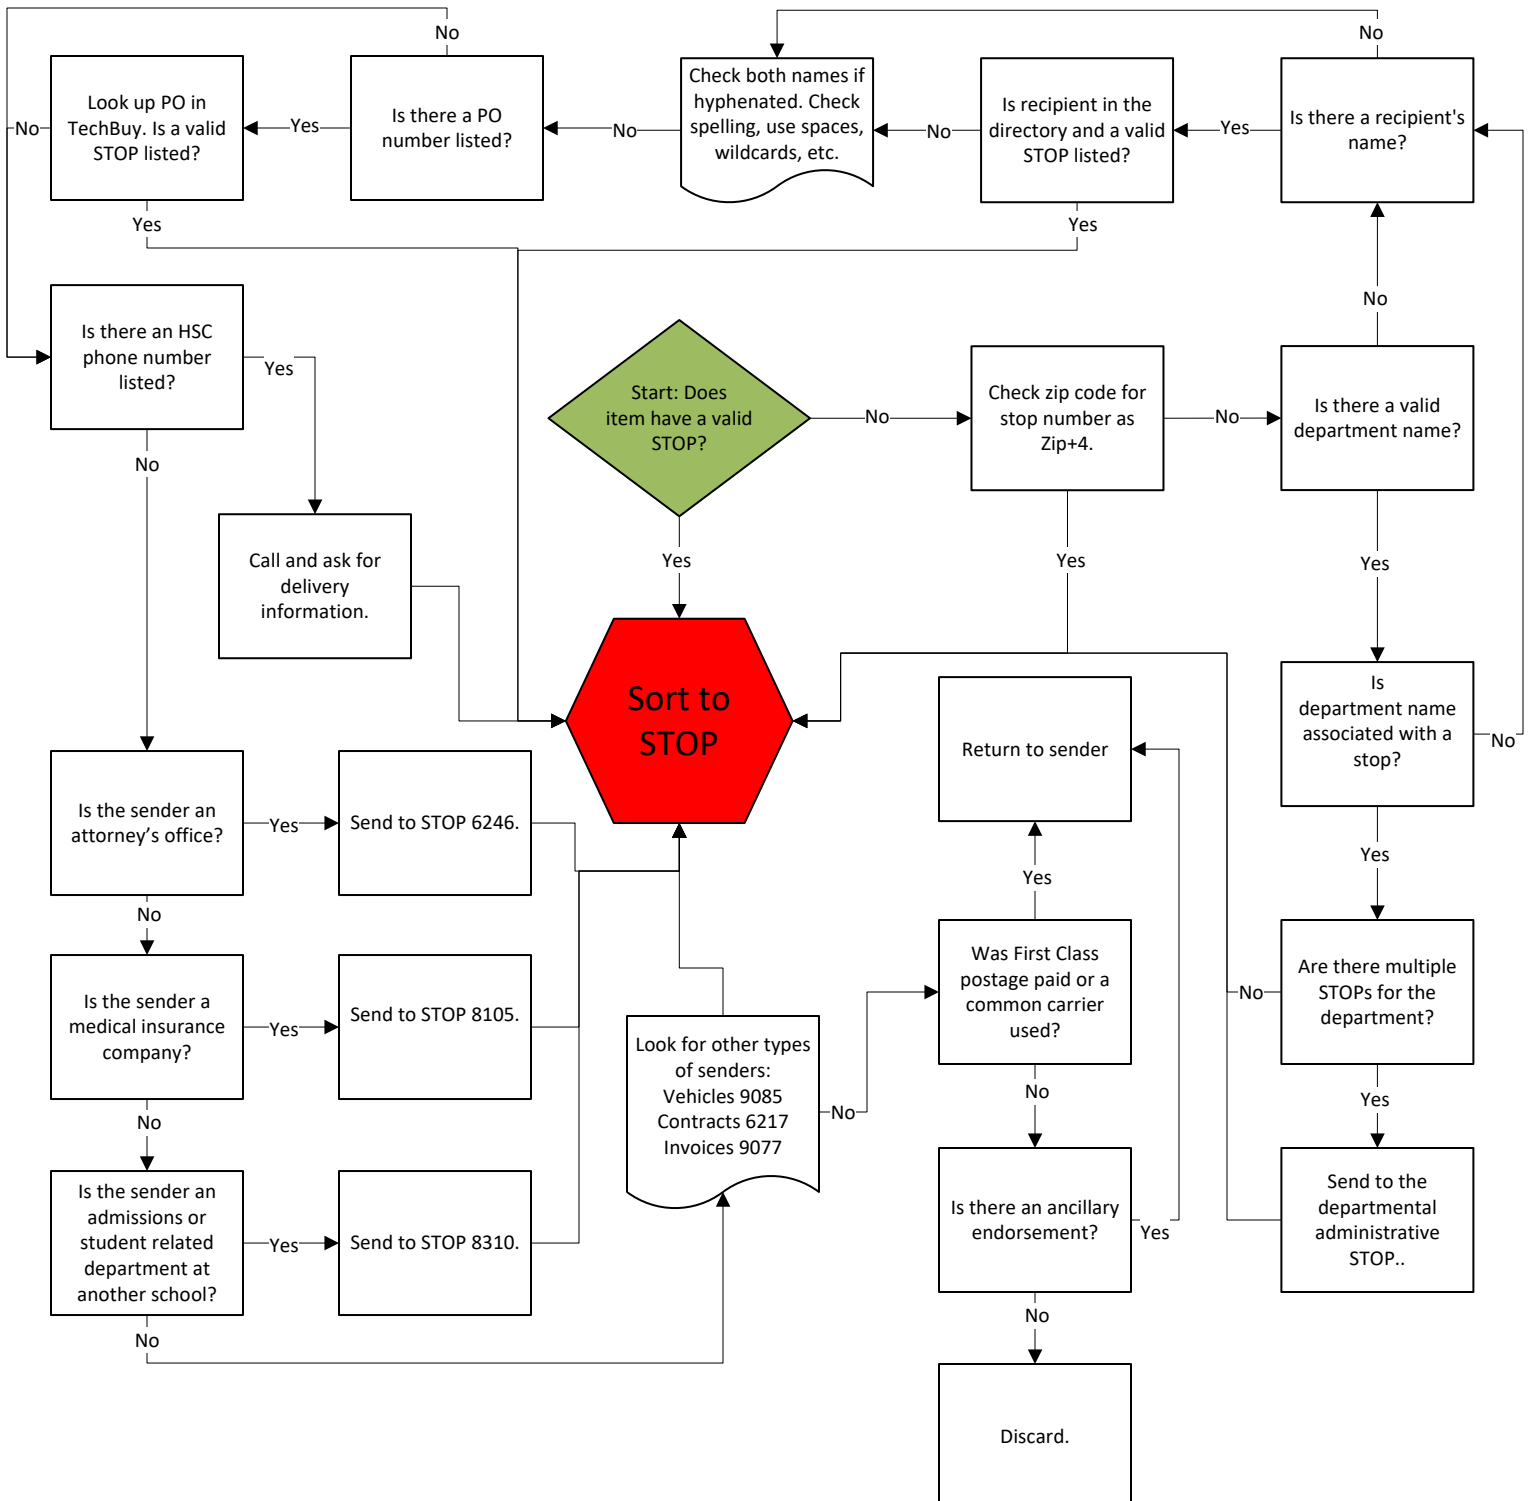 No
No
Look up PO in
TechBuy. Is a valid
STOP listed?
No
Yes
Is there a PO
number listed?
Yes
No
Check both names if
hyphenated. Check
spelling, use spaces,
wildcards, etc.
No
Is recipient in the
directory and a valid
STOP listed?
Yes
Yes
Is there a recipient's
name?
No
Is there an HSC
phone number
listed?
Yes
No
Call and ask for
delivery
information.
Start: Does
item have a valid
STOP?
No
Yes
Check zip code for
stop number as
Zip+4.
No
Yes
Is there a valid
department name?
Yes
Sort to
STOP
Is
department name
associated with a
stop?
No
Yes
Return to sender
Yes
Is the sender an
attorney’s office?
Yes
Send to STOP 6246.
No
Is the sender a
medical insurance
company?
Yes
Send to STOP 8105.
No
Is the sender an
admissions or
student related
department at
another school?
Yes
Send to STOP 8310.
No
Look for other types
of senders:
Vehicles 9085
Contracts 6217
Invoices 9077
No
Was First Class
postage paid or a
common carrier
used?
No
Are there multiple
STOPs for the
department?
No
Yes
Is there an ancillary
endorsement?
Yes
No
Send to the
departmental
administrative
STOP..
Discard.